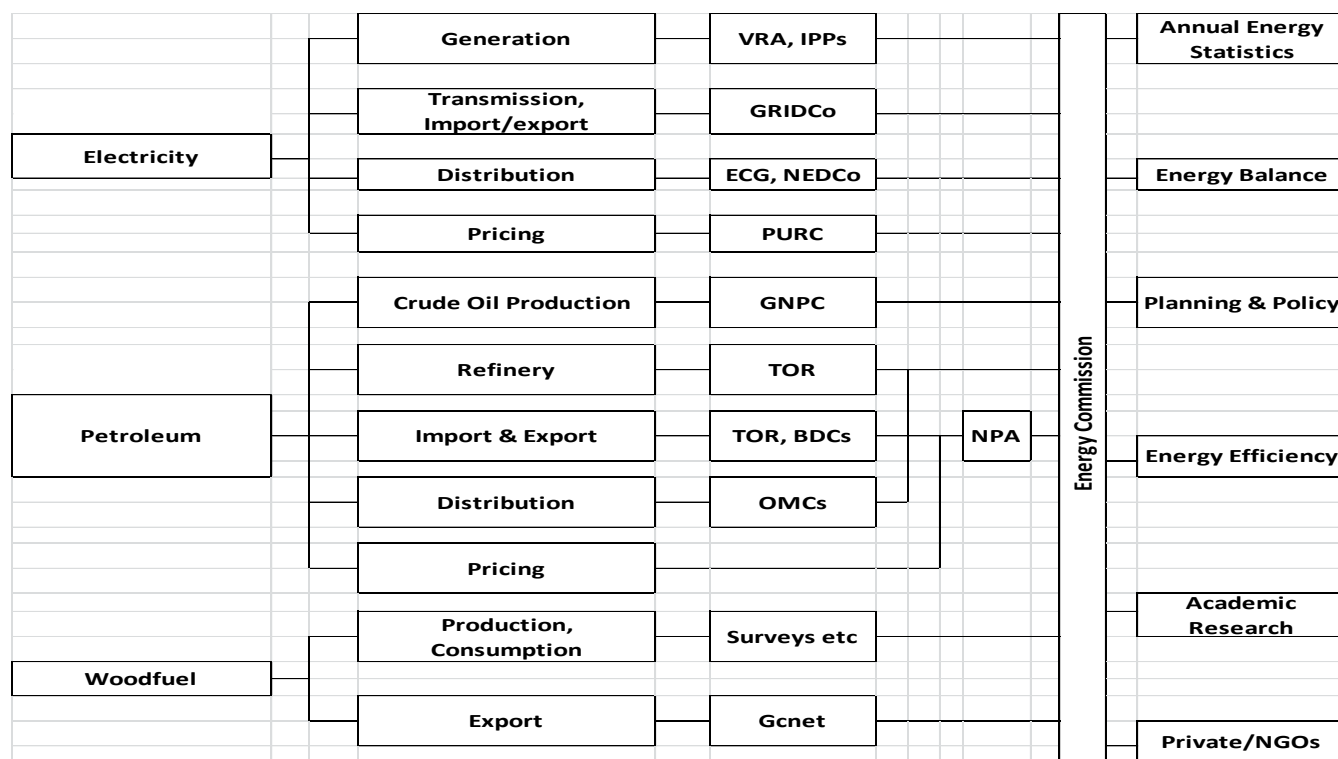 Generation
VRA, IPPs
Annual Energy
Statistics
Transmission,
Import/export
GRIDCo
Electricity
Distribution
ECG, NEDCo
Energy Balance
Pricing
PURC
Crude Oil Production
GNPC
Planning & Policy
Refinery
TOR
Energy Commission
Petroleum
Import & Export
TOR, BDCs
NPA
Energy Efficiency
Distribution
OMCs
Pricing
Production,
Consumption
Surveys etc
Academic
Research
Woodfuel
Export
Gcnet
Private/NGOs